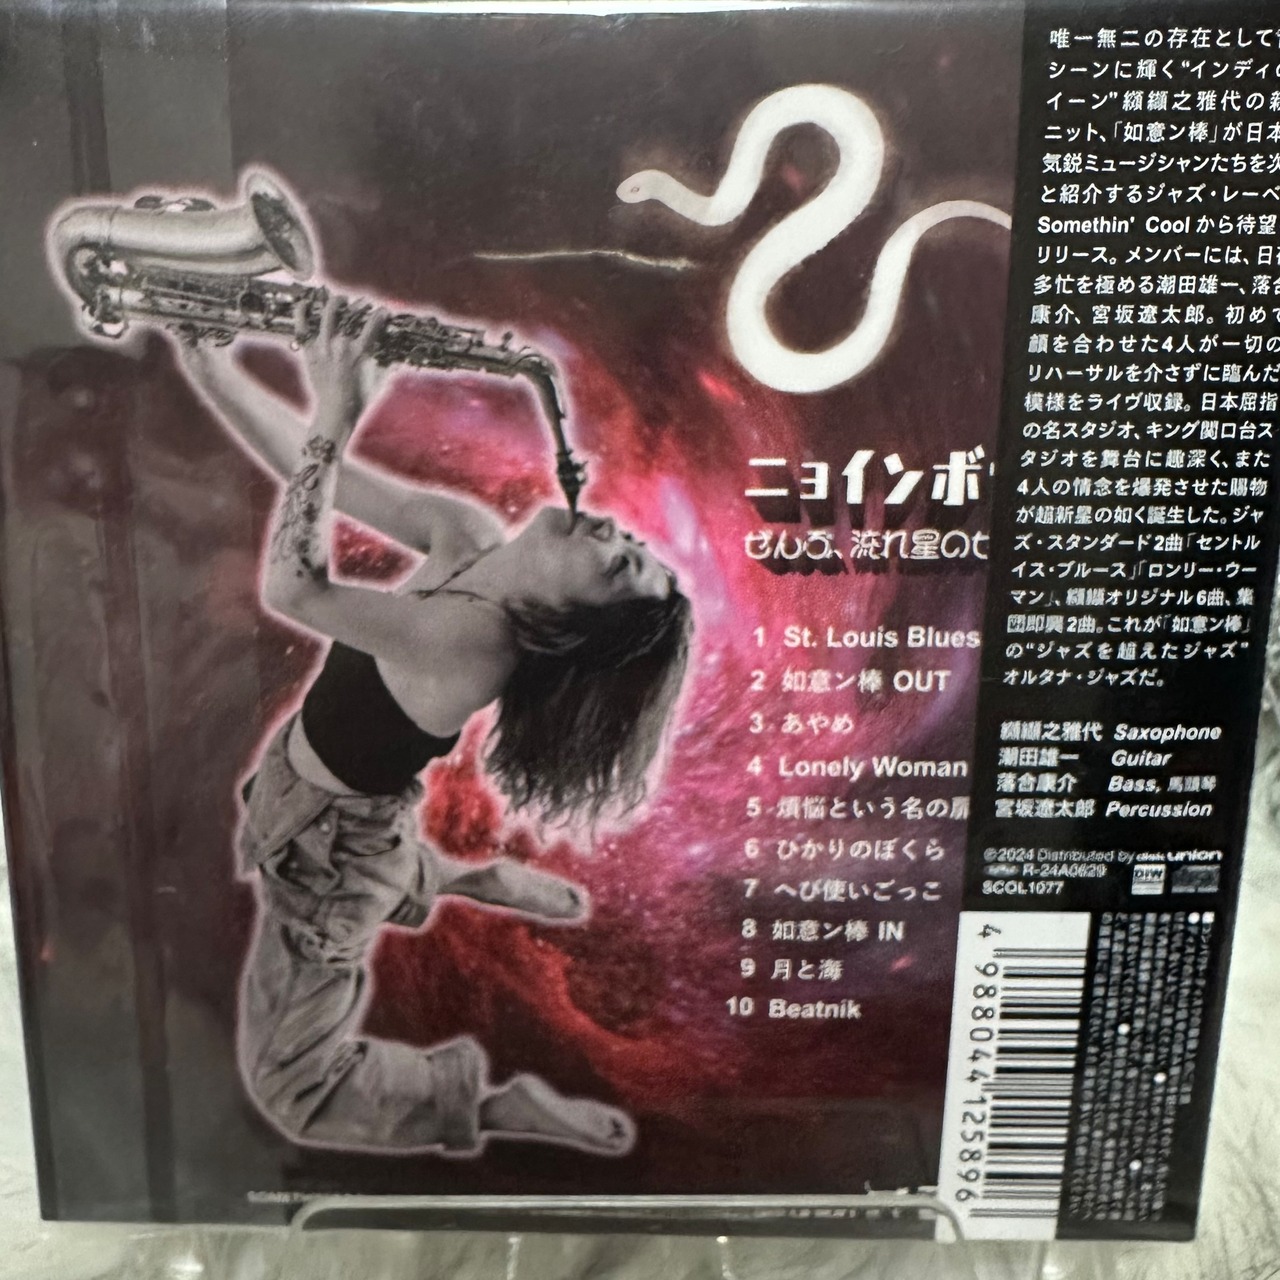 ニョインボ
ぜんぶ、流れ星のせ
1 St. Louis Blues
2 如意ン棒 OUT
3 あやめ
4 Lonely Woman
5 煩悩という名の扉
6 ひかりのぼくら
7 へび使いごっこ
8 如意ン棒 IN
9 月と海
10 Beatnik
唯一無二の存在として
シーンに輝く“インディの
イーン”纐纈之雅代の新
ニット、「如意ン棒」が日本
気鋭ミュージシャンたちを次
と紹介するジャズ・レーベ
Somethin' Cool から待望
リリース。メンバーには、日
多忙を極める潮田雄一、落合
康介、宮坂遼太郎。初めて
顔を合わせた4人が一切の
リハーサルを介さずに臨んだ
模様をライヴ収録。日本屈指
の名スタジオ、キング関口台ス
タジオを舞台に趣深く、また
4人の情念を爆発させた賜物
が超新星の如く誕生した。ジャ
ズ・スタンダード2曲「セントル
イス・ブルース」「ロンリー・ウー
マン」、纐纈オリジナル6曲、集
団即興2曲。これが「如意ン棒」
の“ジャズを超えたジャズ”
オルタナ・ジャズだ。
纐纈之雅代 Saxophone
潮田雄一 Guitar
落合康介 Bass, 馬頭琴
宮坂遼太郎 Percussion
©2024 Distributed by disk union
R-24A0629
SCOL1077
4 988044 125896